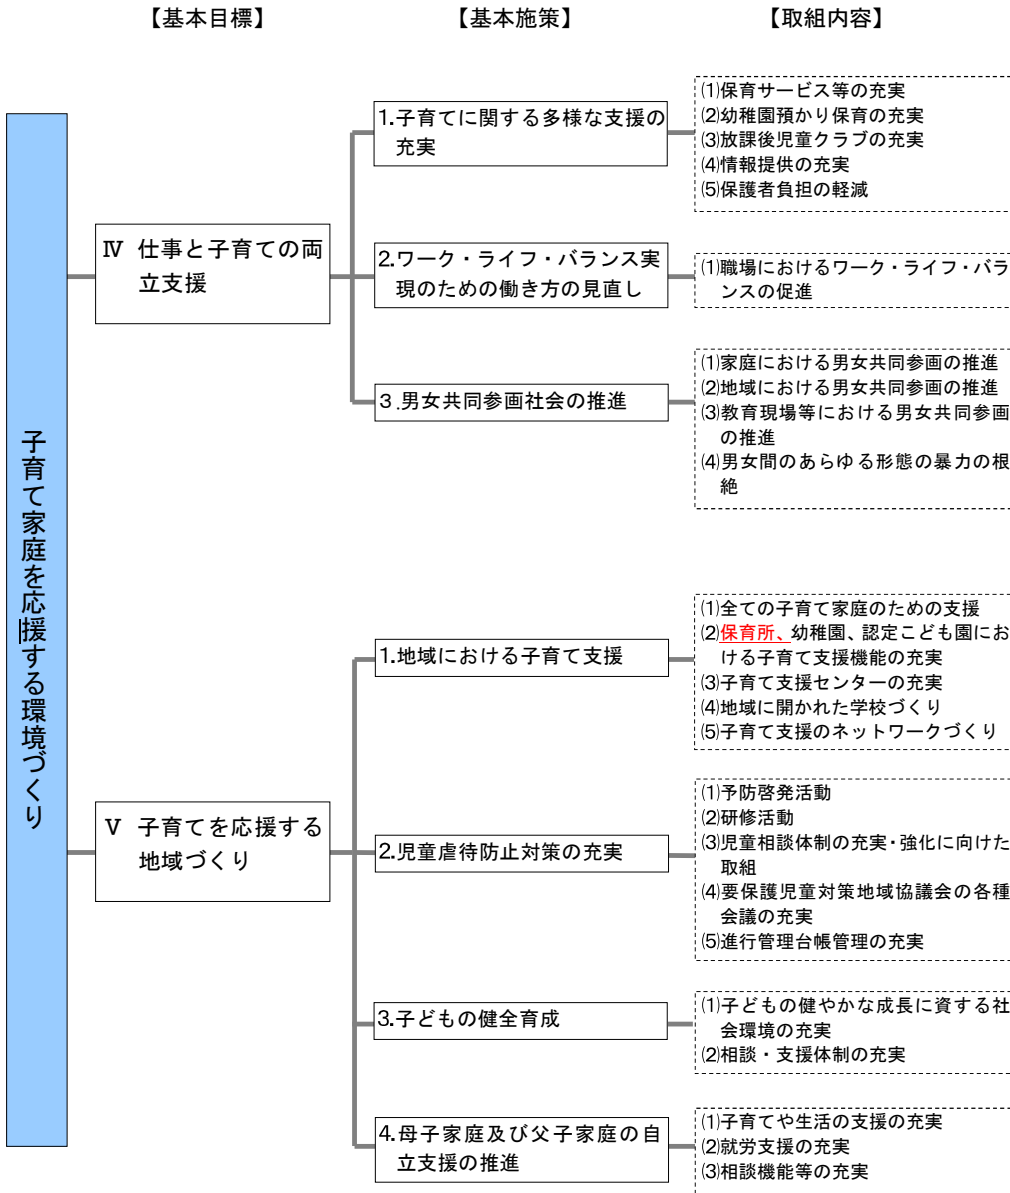 【基本目標】
【基本施策】
【取組内容】
子育て家庭を応援する環境づくり
Ⅳ 仕事と子育ての両
立支援
1.子育てに関する多様な支援の
充実
⑴保育サービス等の充実
⑵幼稚園預かり保育の充実
⑶放課後児童クラブの充実
⑷情報提供の充実
⑸保護者負担の軽減
2.ワーク・ライフ・バランス実
現のための働き方の見直し
⑴職場におけるワーク・ライフ・バラ
ンスの促進
３.男女共同参画社会の推進
⑴家庭における男女共同参画の推進
⑵地域における男女共同参画の推進
⑶教育現場等における男女共同参画
の推進
⑷男女間のあらゆる形態の暴力の根
絶
Ⅴ 子育てを応援する
地域づくり
1.地域における子育て支援
⑴全ての子育て家庭のための支援
⑵保育所、幼稚園、認定こども園にお
ける子育て支援機能の充実
⑶子育て支援センターの充実
⑷地域に開かれた学校づくり
⑸子育て支援のネットワークづくり
2.児童虐待防止対策の充実
⑴予防啓発活動
⑵研修活動
⑶児童相談体制の充実・強化に向けた
取組
⑷要保護児童対策地域協議会の各種
会議の充実
⑸進行管理台帳管理の充実
3.子どもの健全育成
⑴子どもの健やかな成長に資する社
会環境の充実
⑵相談・支援体制の充実
4.母子家庭及び父子家庭の自
立支援の推進
⑴子育てや生活の支援の充実
⑵就労支援の充実
⑶相談機能等の充実